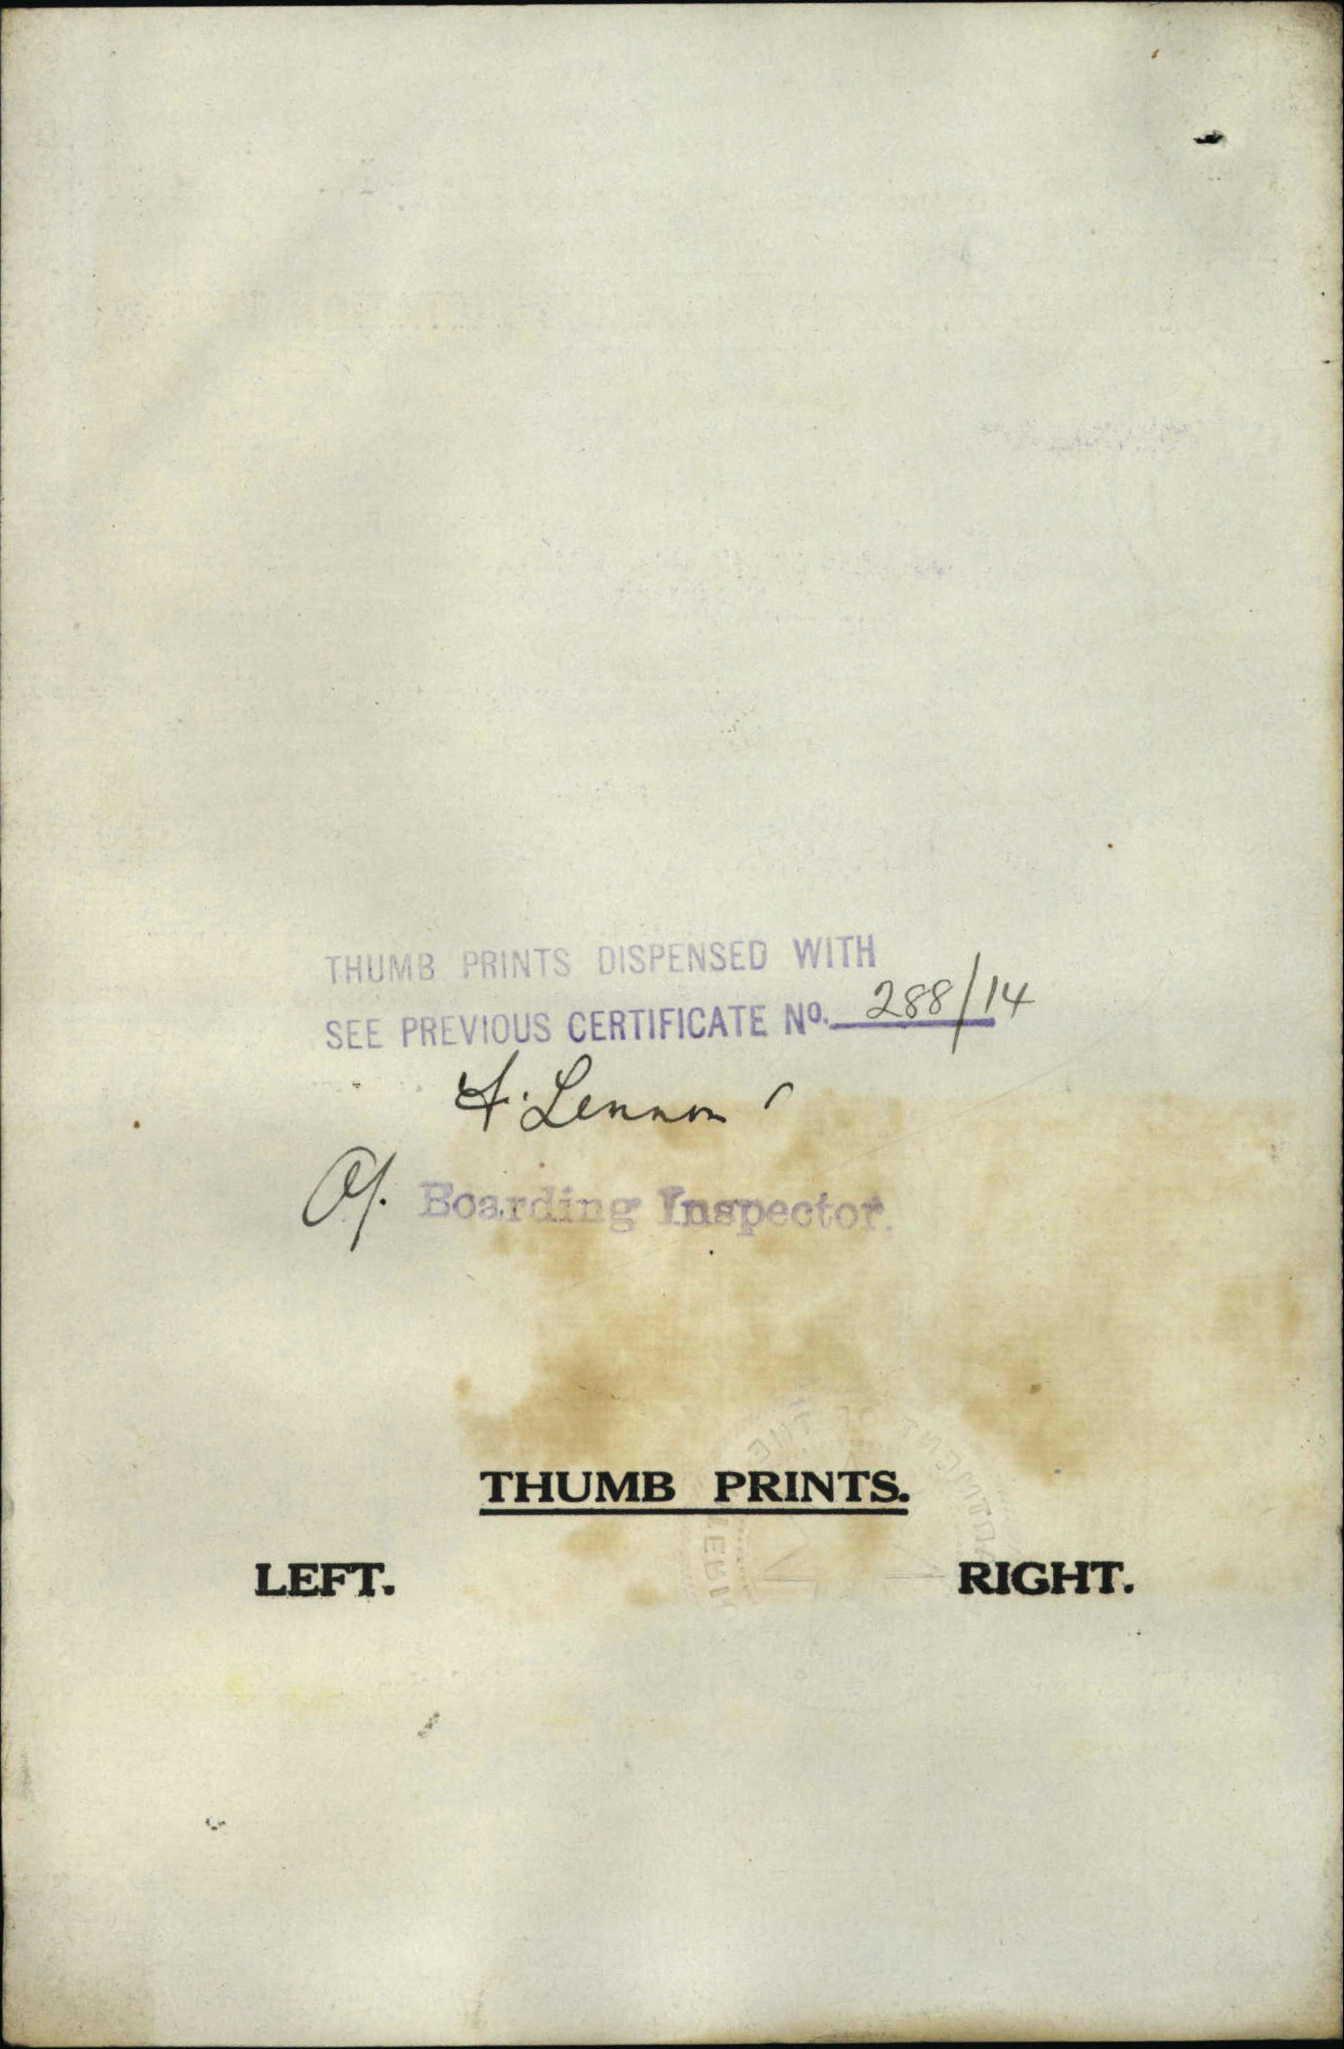 THUMB PRINTS DISPENSED WITH
SEE PREVIOUS CERTIFICATE No. 288/14
Lennon
Boarding Inspector.
THUMB PRINTS.
LEFT. RIGHT.